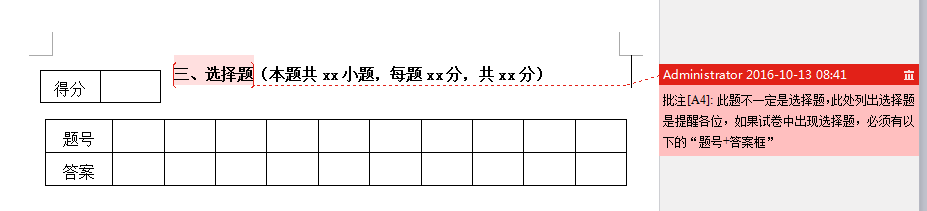 三、选择题（本题共 xx 小题，每题 xx 分，共 xx 分）
得分
题号
答案
Administrator 2016-10-13 08:41
批注[A4]: 此题不一定是选择题，此处列出选择题
是提醒各位，如果试卷中出现选择题，必须有以
下的“题号+答案框”